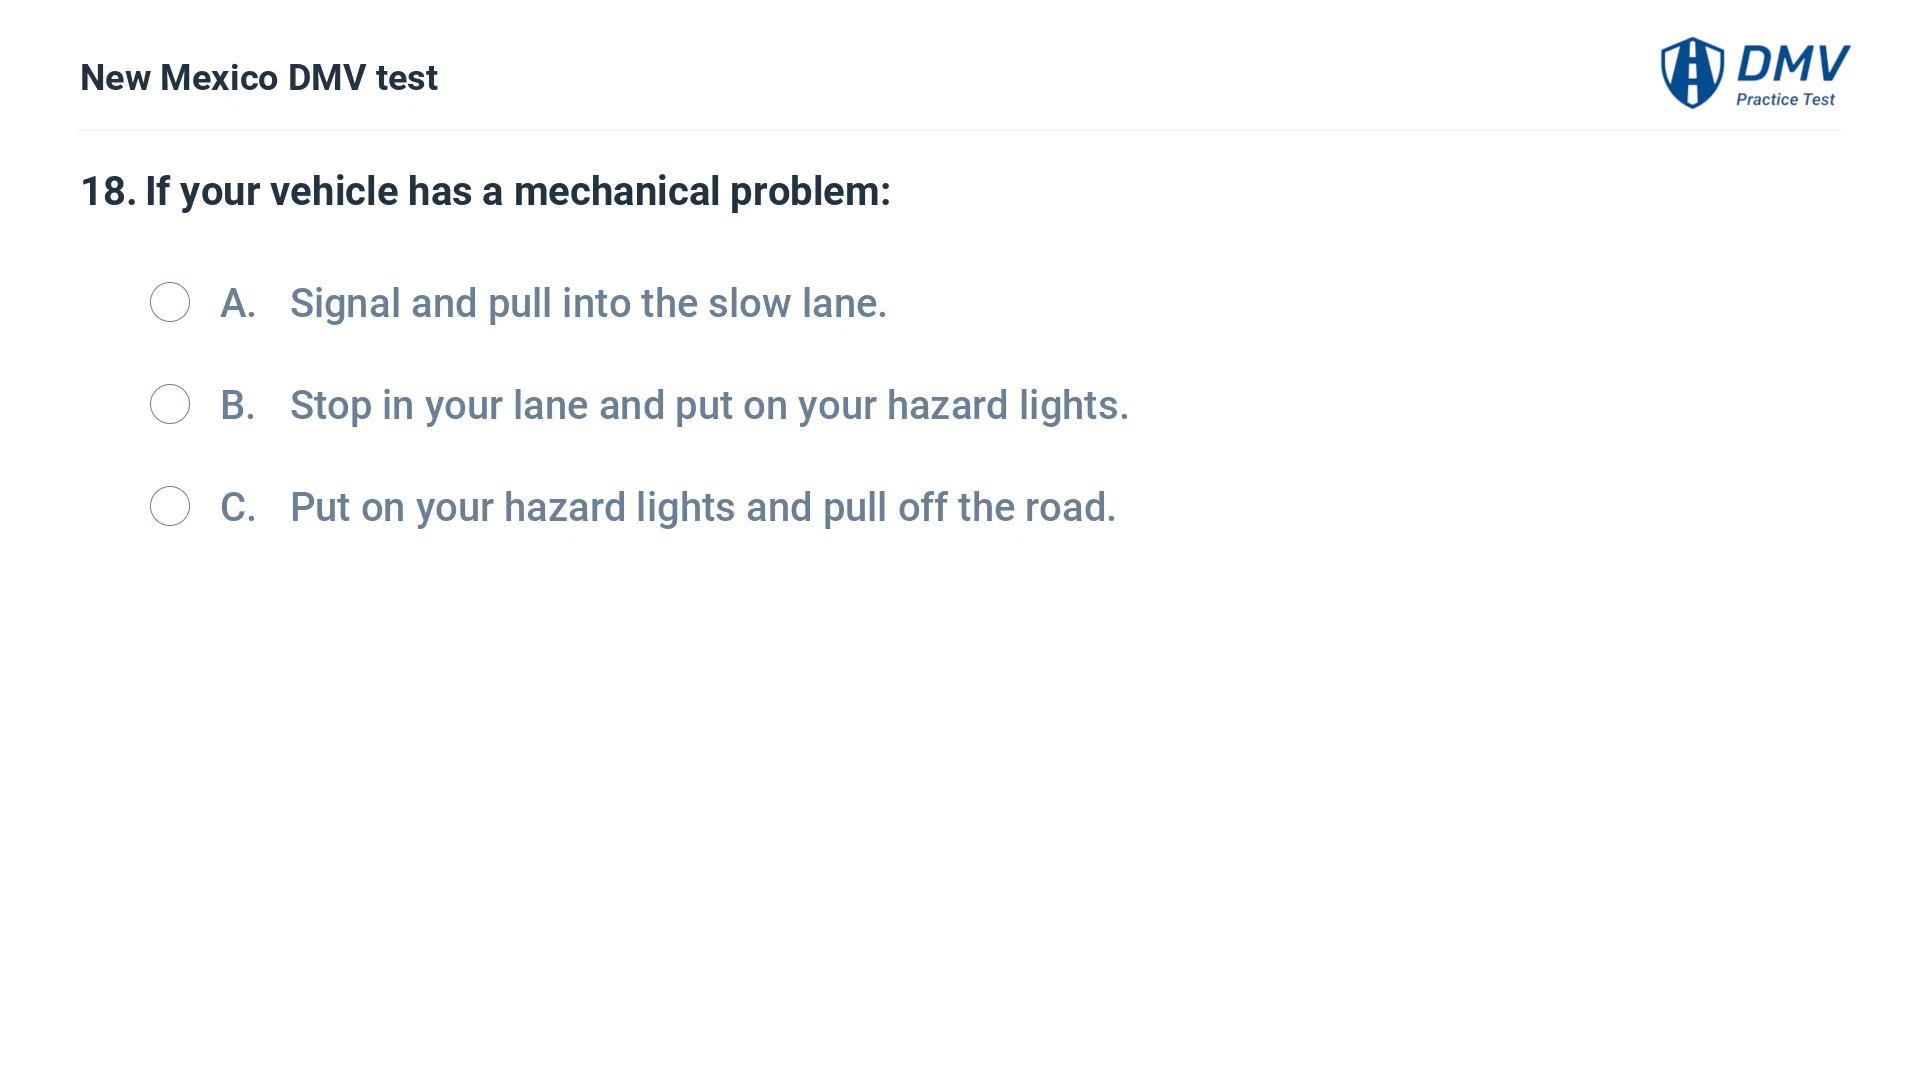 New Mexico DMV test
DMV
Practice Test
18. If your vehicle has a mechanical problem:
A. Signal and pull into the slow lane.
B. Stop in your lane and put on your hazard lights.
C. Put on your hazard lights and pull off the road.